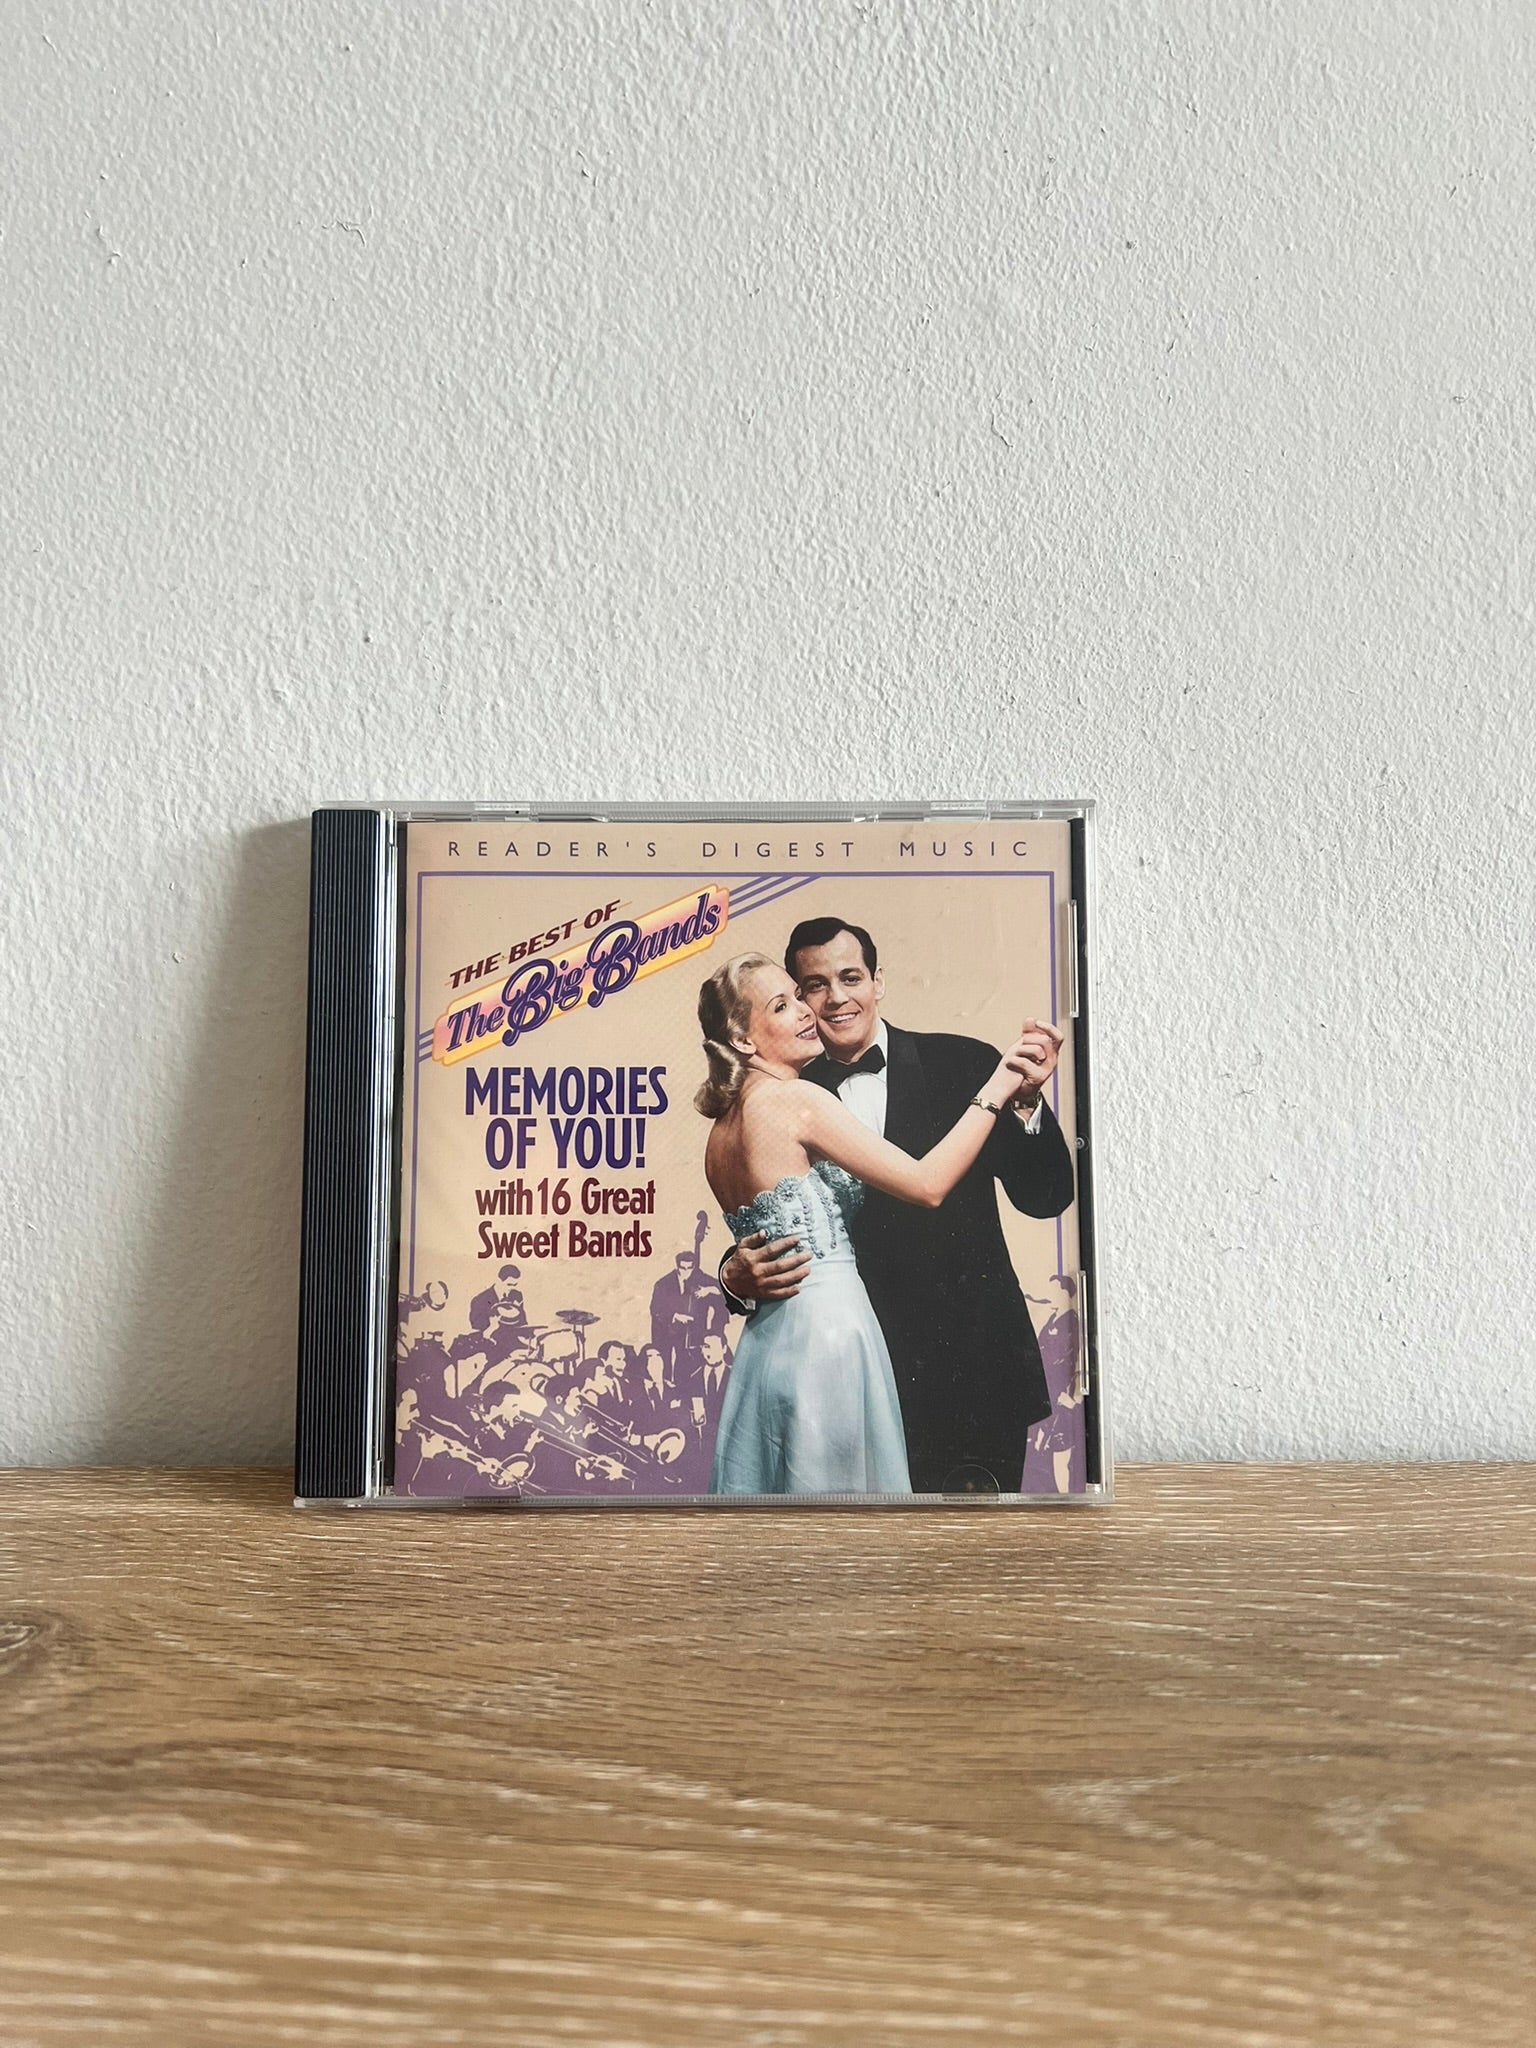 READER'S DIGEST MUSIC
THE BEST OF
The Big Bands
MEMORIES
OF YOU!
with 16 Great
Sweet Bands